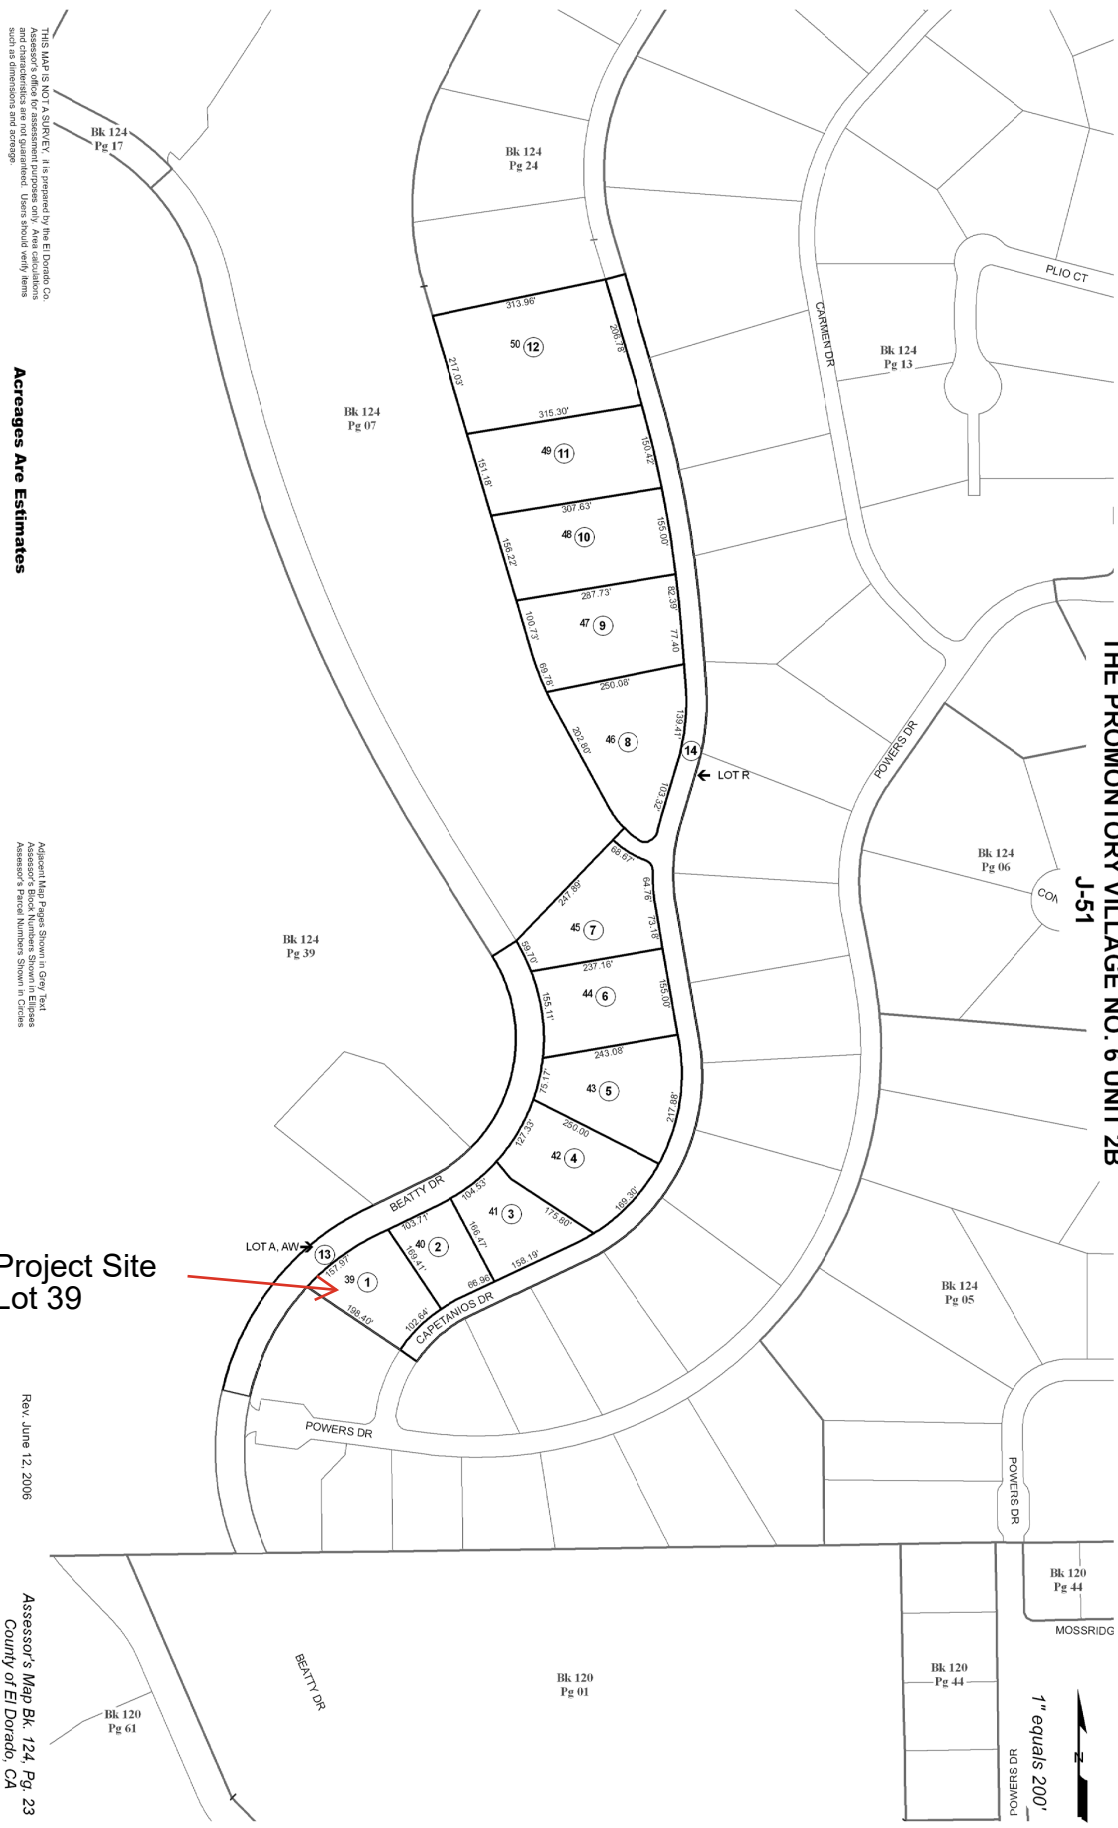 THE PROMONTORY VILLAGE NO. 6 UNIT 2B
J-51
THIS MAP IS NOT A SURVEY, it is prepared by the El Dorado Co.
Assessor's office for assessment purposes only. Area calculations
and characteristics are not guaranteed. Users should verify items
such as dimensions and acreage.
Acreages Are Estimates
Adjacent Map Pages Shown in Grey Text
Assessor's Block Numbers Shown in Ellipses
Assessor's Parcel Numbers Shown in Circles
Rev. June 12, 2006
Assessor's Map Bk. 124, Pg. 23
County of El Dorado, CA
1" equals 200'
N
Bk 124
Pg 17
Bk 124
Pg 24
PLIO CT
CARMEN DR
Bk 124
Pg 13
Bk 124
Pg 07
313.96'
206.78'
50 12
217.03'
315.30'
150.42'
49 11
151.18'
307.63'
155.00'
48 10
156.22'
287.73'
82.39'
47 9
77.40
100.73'
69.78'
250.08'
139.41'
46 8
202.80'
103.32'
14
LOT R
POWERS DR
Bk 124
Pg 06
Bk 124
Pg 39
68.67'
64.76'
247.89'
73.18'
45 7
59.70'
237.16'
155.00'
44 6
155.11'
243.08'
75.17'
43 5
217.88'
250.00
127.33'
42 4
169.30'
104.53'
41 3
175.80'
BEATTY DR
103.71'
166.47'
158.19'
40 2
169.41'
66.96'
LOT A, AW
13
157.97'
39 1
198.40'
102.64'
CAPETANIOS DR
Project Site
Lot 39
Bk 124
Pg 05
POWERS DR
POWERS DR
Bk 120
Pg 44
MOSSRIDG
BEATTY DR
Bk 120
Pg 01
Bk 120
Pg 44
Bk 120
Pg 61
POWERS DR